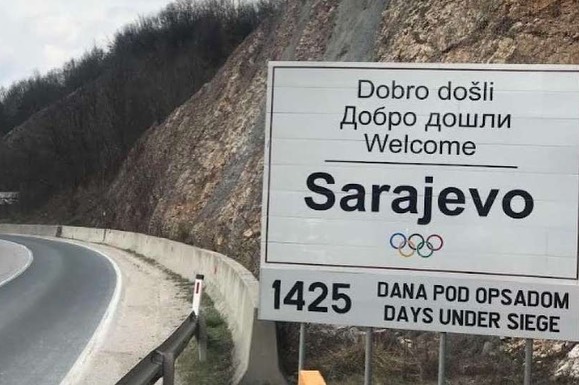 Dobro došli
Добро дошли
Welcome
Sarajevo
1425 DANA POD OPSADOM
DAYS UNDER SIEGE